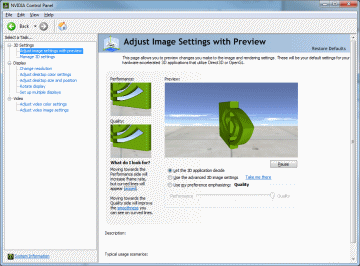 NVIDIA Control Panel
File Edit View Help
Back
Select a Task...
3D Settings
Adjust image settings with preview
Manage 3D settings
Display
Change resolution
Adjust desktop color settings
Adjust desktop size and position
Rotate display
Set up multiple displays
Video
Adjust video color settings
Adjust video image settings
System Information
Adjust Image Settings with Preview
Restore Defaults
This page allows you to preview changes you make to the image and rendering settings. These will be your default settings for your
hardware accelerated 3D applications that utilize Direct3D or OpenGL.
Performance:
Preview:
Quality:
What do I look for?
Moving towards the
Performance side will
increase frame rate,
but curved lines will
appear jagged.
Moving towards the
Quality side will improve
the smoothness you
can see on curved lines.
Pause
Let the 3D application decide
Use the advanced 3D image settings Take me there
Use my preference emphasizing: Quality
Performance Quality
Description:
Typical usage scenarios: